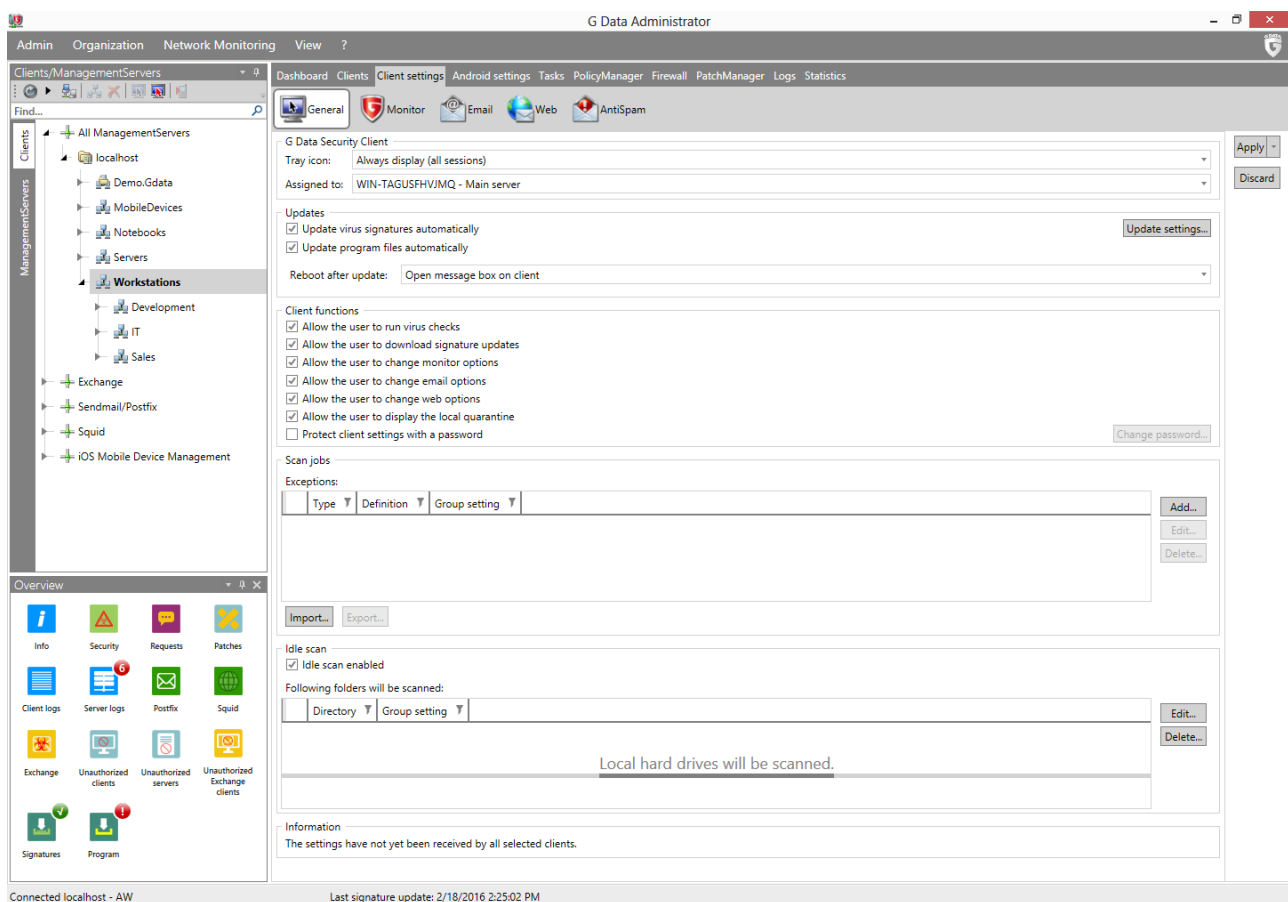 G Data Administrator
Admin Organization Network Monitoring View ?
G DATA
Clients/ManagementServers
Find...
Clients
ManagementServers
All ManagementServers
localhost
Demo.Gdata
MobileDevices
Notebooks
Servers
Workstations
Development
IT
Sales
Exchange
Sendmail/Postfix
Squid
iOS Mobile Device Management
Overview
Info Security Requests Patches
6
Client logs Server logs Postfix Squid
Exchange Unauthorized clients Unauthorized servers Unauthorized Exchange clients
Signatures Program
Dashboard Clients Client settings Android settings Tasks PolicyManager Firewall PatchManager Logs Statistics
General Monitor Email Web AntiSpam
G Data Security Client
Tray icon: Always display (all sessions)
Assigned to: WIN-TAGUSFHVJMQ - Main server
Apply
Discard
Updates
Update virus signatures automatically
Update settings...
Update program files automatically
Reboot after update: Open message box on client
Client functions
Allow the user to run virus checks
Allow the user to download signature updates
Allow the user to change monitor options
Allow the user to change email options
Allow the user to change web options
Allow the user to display the local quarantine
Protect client settings with a password
Change password...
Scan jobs
Exceptions:
Type Definition Group setting
Add...
Edit...
Delete...
Import... Export...
Idle scan
Idle scan enabled
Following folders will be scanned:
Directory Group setting
Edit...
Delete...
Local hard drives will be scanned.
Information
The settings have not yet been received by all selected clients.
Connected localhost - AW Last signature update: 2/18/2016 2:25:02 PM